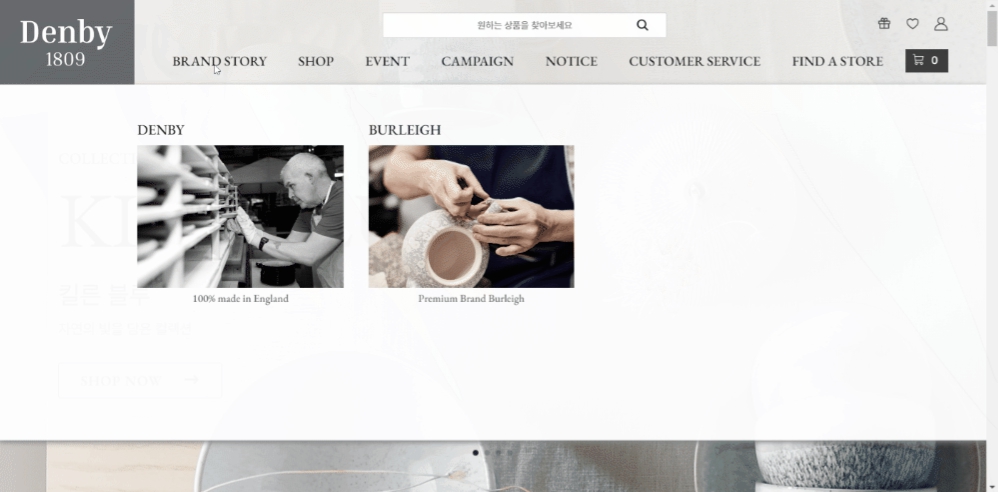 Denby
1809
원하는 상품을 찾아보세요
BRAND STORY
SHOP
EVENT
CAMPAIGN
NOTICE
CUSTOMER SERVICE
FIND A STORE
0
DENBY
BURLEIGH
100% made in England
Premium Brand Burleigh